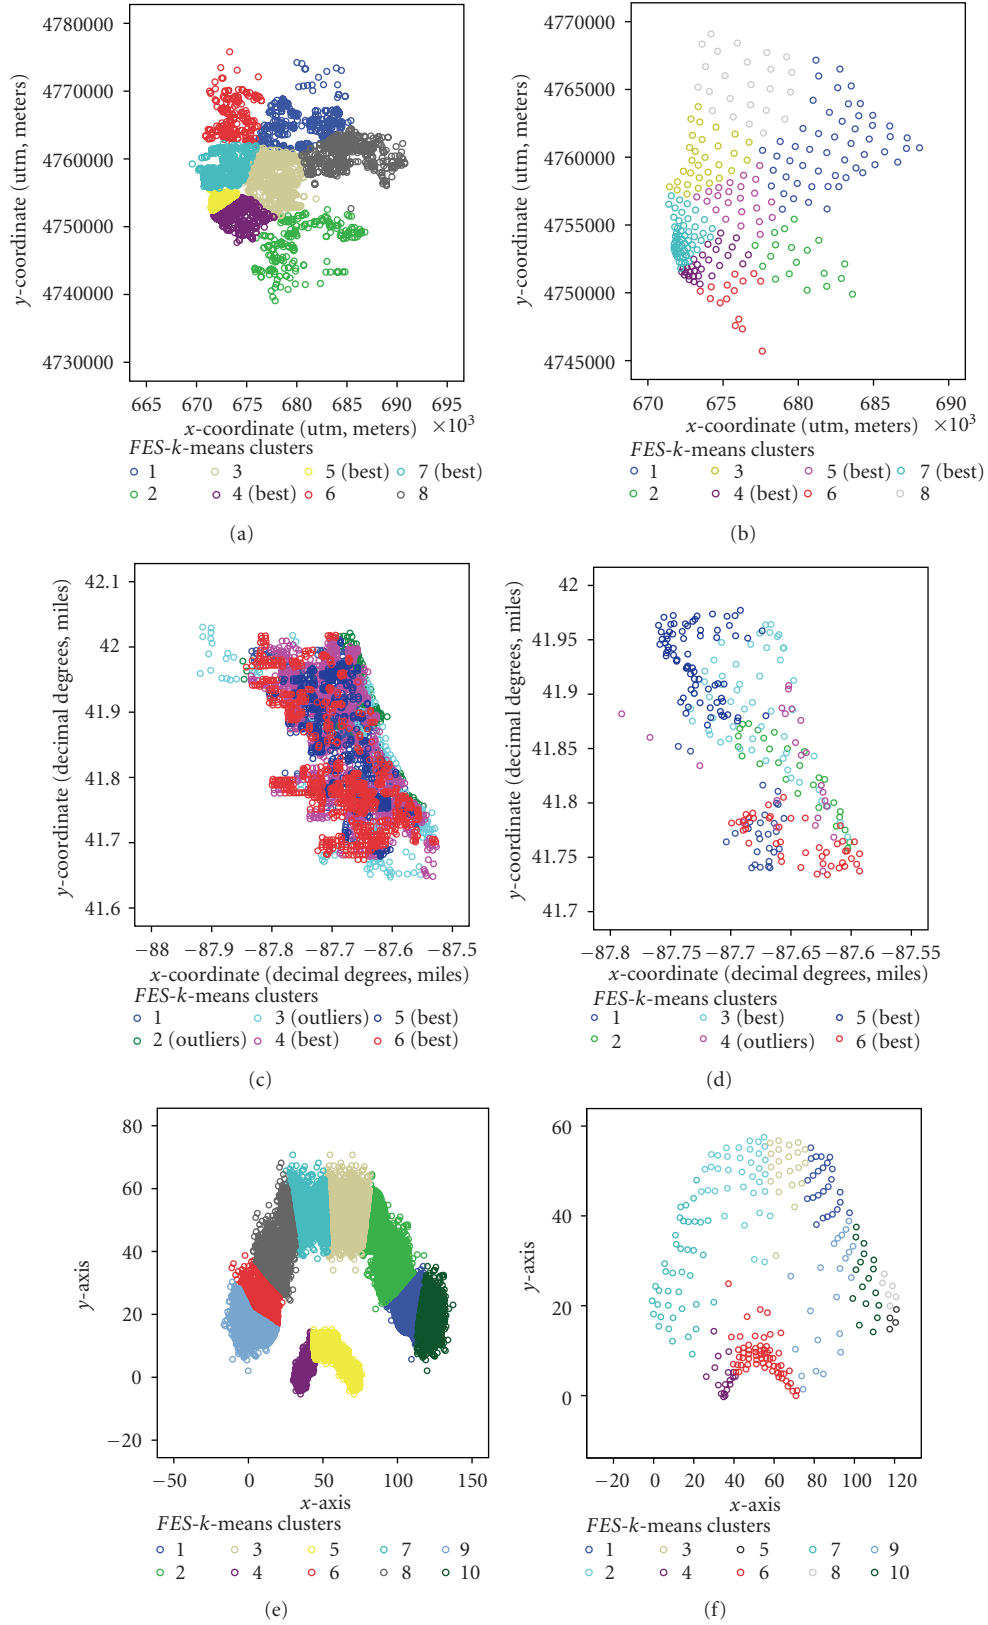 4780000
4770000
4760000
4750000
4740000
4730000
y-coordinate (utm, meters)
665 670 675 680 685 690 695
x-coordinate (utm, meters) ×10³
FES-k-means clusters
1 3 5 (best) 7 (best)
2 4 (best) 6 8
(a)
4770000
4765000
4760000
4755000
4750000
4745000
y-coordinate (utm, meters)
670 675 680 685 690
x-coordinate (utm, meters) ×10³
FES-k-means clusters
1 3 5 (best) 7 (best)
2 4 (best) 6 8
(b)
42.1
42
41.9
41.8
41.7
41.6
y-coordinate (decimal degrees, miles)
−88 −87.9 −87.8 −87.7 −87.6 −87.5
x-coordinate (decimal degrees, miles)
FES-k-means clusters
1 3 (outliers) 5 (best)
2 (outliers) 4 (best) 6 (best)
(c)
42
41.95
41.9
41.85
41.8
41.75
41.7
y-coordinate (decimal degrees, miles)
−87.8 −87.75 −87.7 −87.65 −87.6 −87.55
x-coordinate (decimal degrees, miles)
FES-k-means clusters
1 3 (best) 5 (best)
2 4 (outliers) 6 (best)
(d)
80
60
40
20
0
−20
y-axis
−50 0 50 100 150
x-axis
FES-k-means clusters
1 3 5 7 9
2 4 6 8 10
(e)
60
40
20
0
y-axis
−20 0 20 40 60 80 100 120
x-axis
FES-k-means clusters
1 3 5 7 9
2 4 6 8 10
(f)